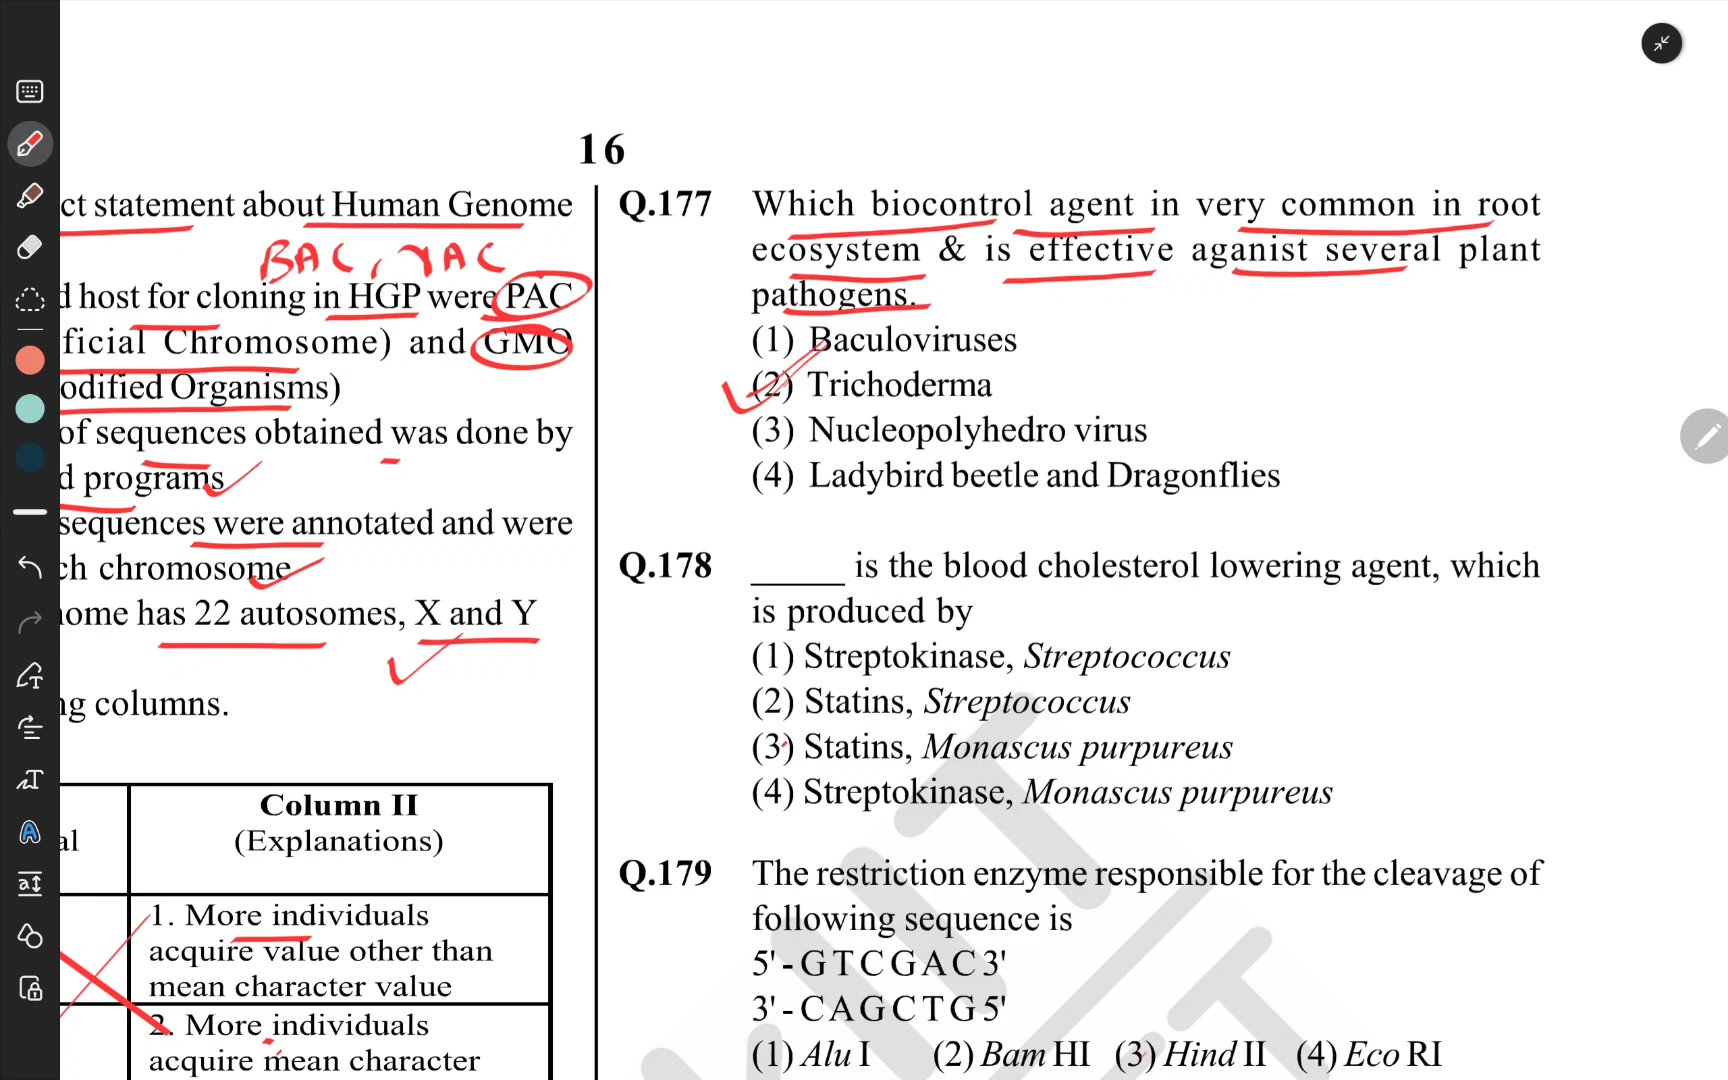 16
ct statement about Human Genome
BAC, YAC
d host for cloning in HGP were PAC
ficial Chromosome) and GMO
odified Organisms)
of sequences obtained was done by
d programs
sequences were annotated and were
ch chromosome
ome has 22 autosomes, X and Y
ng columns.
al
Column II
(Explanations)
1. More individuals
acquire value other than
mean character value
2. More individuals
acquire mean character
Q.177 Which biocontrol agent in very common in root
ecosystem & is effective aganist several plant
pathogens.
(1) Baculoviruses
(2) Trichoderma
(3) Nucleopolyhedro virus
(4) Ladybird beetle and Dragonflies
Q.178 _____ is the blood cholesterol lowering agent, which
is produced by
(1) Streptokinase, Streptococcus
(2) Statins, Streptococcus
(3) Statins, Monascus purpureus
(4) Streptokinase, Monascus purpureus
Q.179 The restriction enzyme responsible for the cleavage of
following sequence is
5' - G T C G A C 3'
3' - C A G C T G 5'
(1) Alu I (2) Bam HI (3) Hind II (4) Eco RI